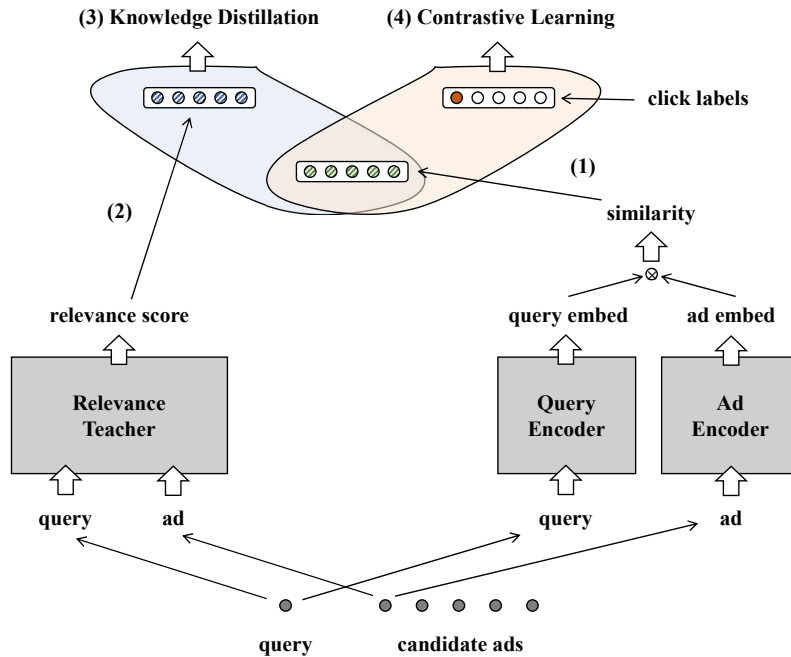 (3) Knowledge Distillation
(4) Contrastive Learning
click labels
(1)
(2)
similarity
relevance score
query embed
ad embed
Relevance
Teacher
Query
Encoder
Ad
Encoder
query
ad
query
ad
query
candidate ads